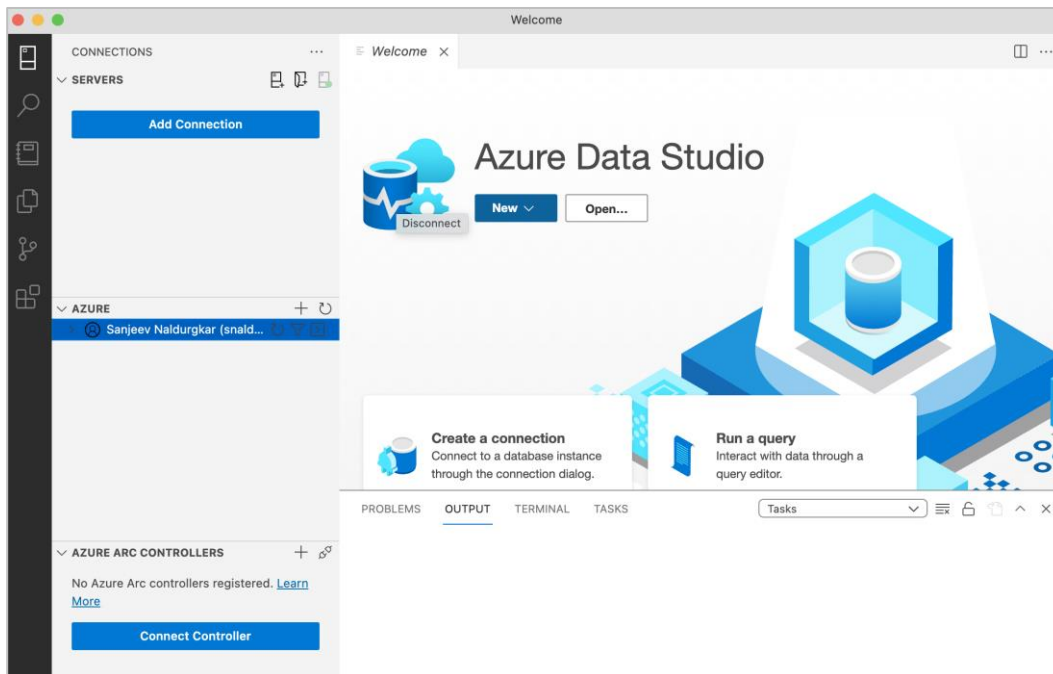 Welcome
CONNECTIONS
SERVERS
Add Connection
AZURE
Sanjeev Naldurgkar (snald...
AZURE ARC CONTROLLERS
No Azure Arc controllers registered. Learn
More
Connect Controller
Welcome
Azure Data Studio
New
Open...
Disconnect
Create a connection
Connect to a database instance
through the connection dialog.
Run a query
Interact with data through a
query editor.
PROBLEMS OUTPUT TERMINAL TASKS Tasks